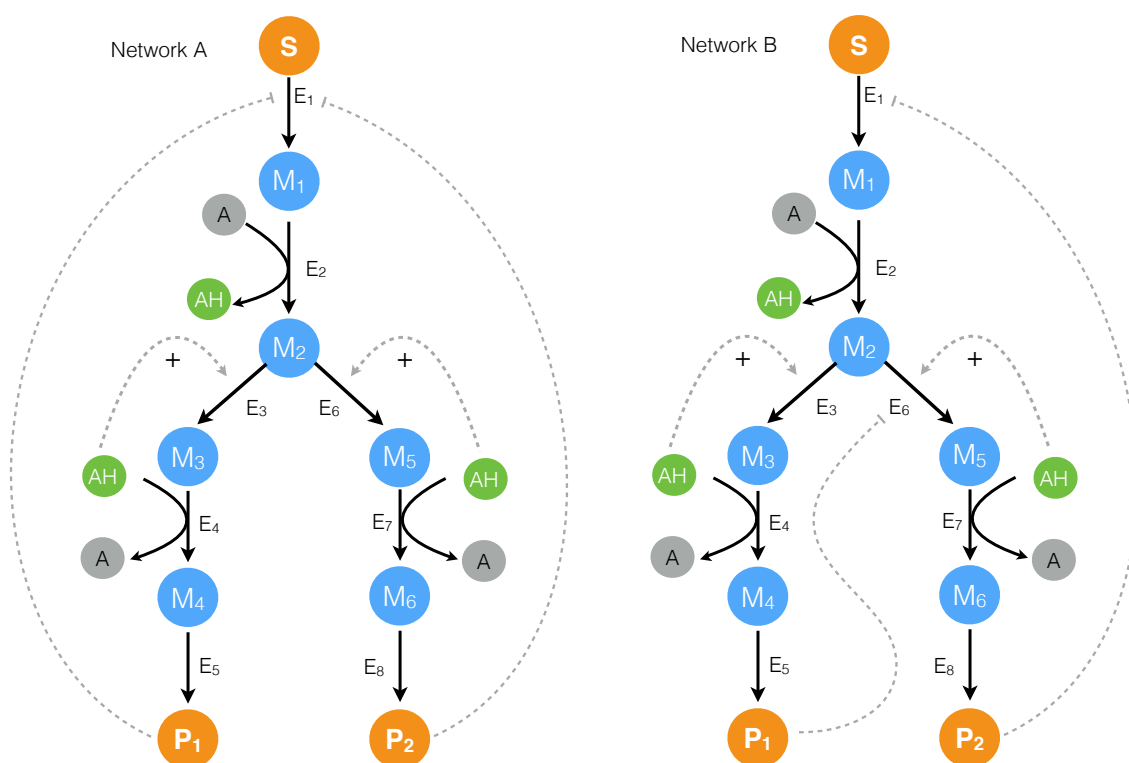 Network A
S
E₁
M₁
A
E₂
AH
M₂
+
+
E₃
E₆
M₃
M₅
AH
AH
E₄
E₇
A
A
M₄
M₆
E₅
E₈
P₁
P₂
Network B
S
E₁
M₁
A
E₂
AH
M₂
+
+
E₃
E₆
M₃
M₅
AH
AH
E₄
E₇
A
A
M₄
M₆
E₅
E₈
P₁
P₂